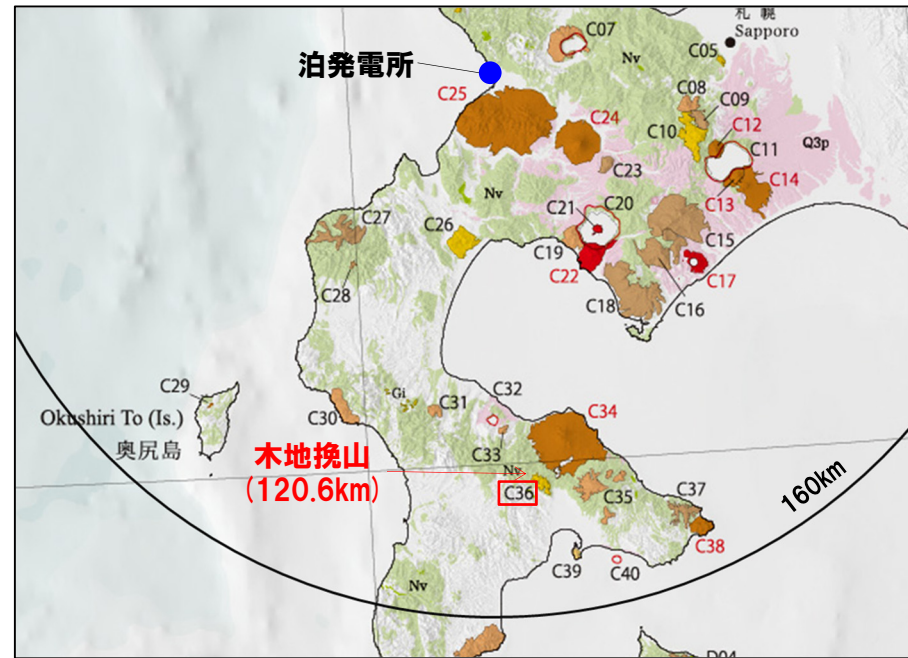 札幌
Sapporo
泊発電所
C07
Nv
C05
C25
C24
C08
C09
C10
C12
C11
Q3p
C23
C14
C13
Nv
C27
C26
C21
C20
C19
C15
C22
C17
C28
C18
C16
C29
Okushiri To (Is.)
奥尻島
Gi
C30
C31
C32
C34
C33
木地挽山
(120.6km)
Nv
C36
C35
C37
160km
C38
C39
C40
Nv
D04